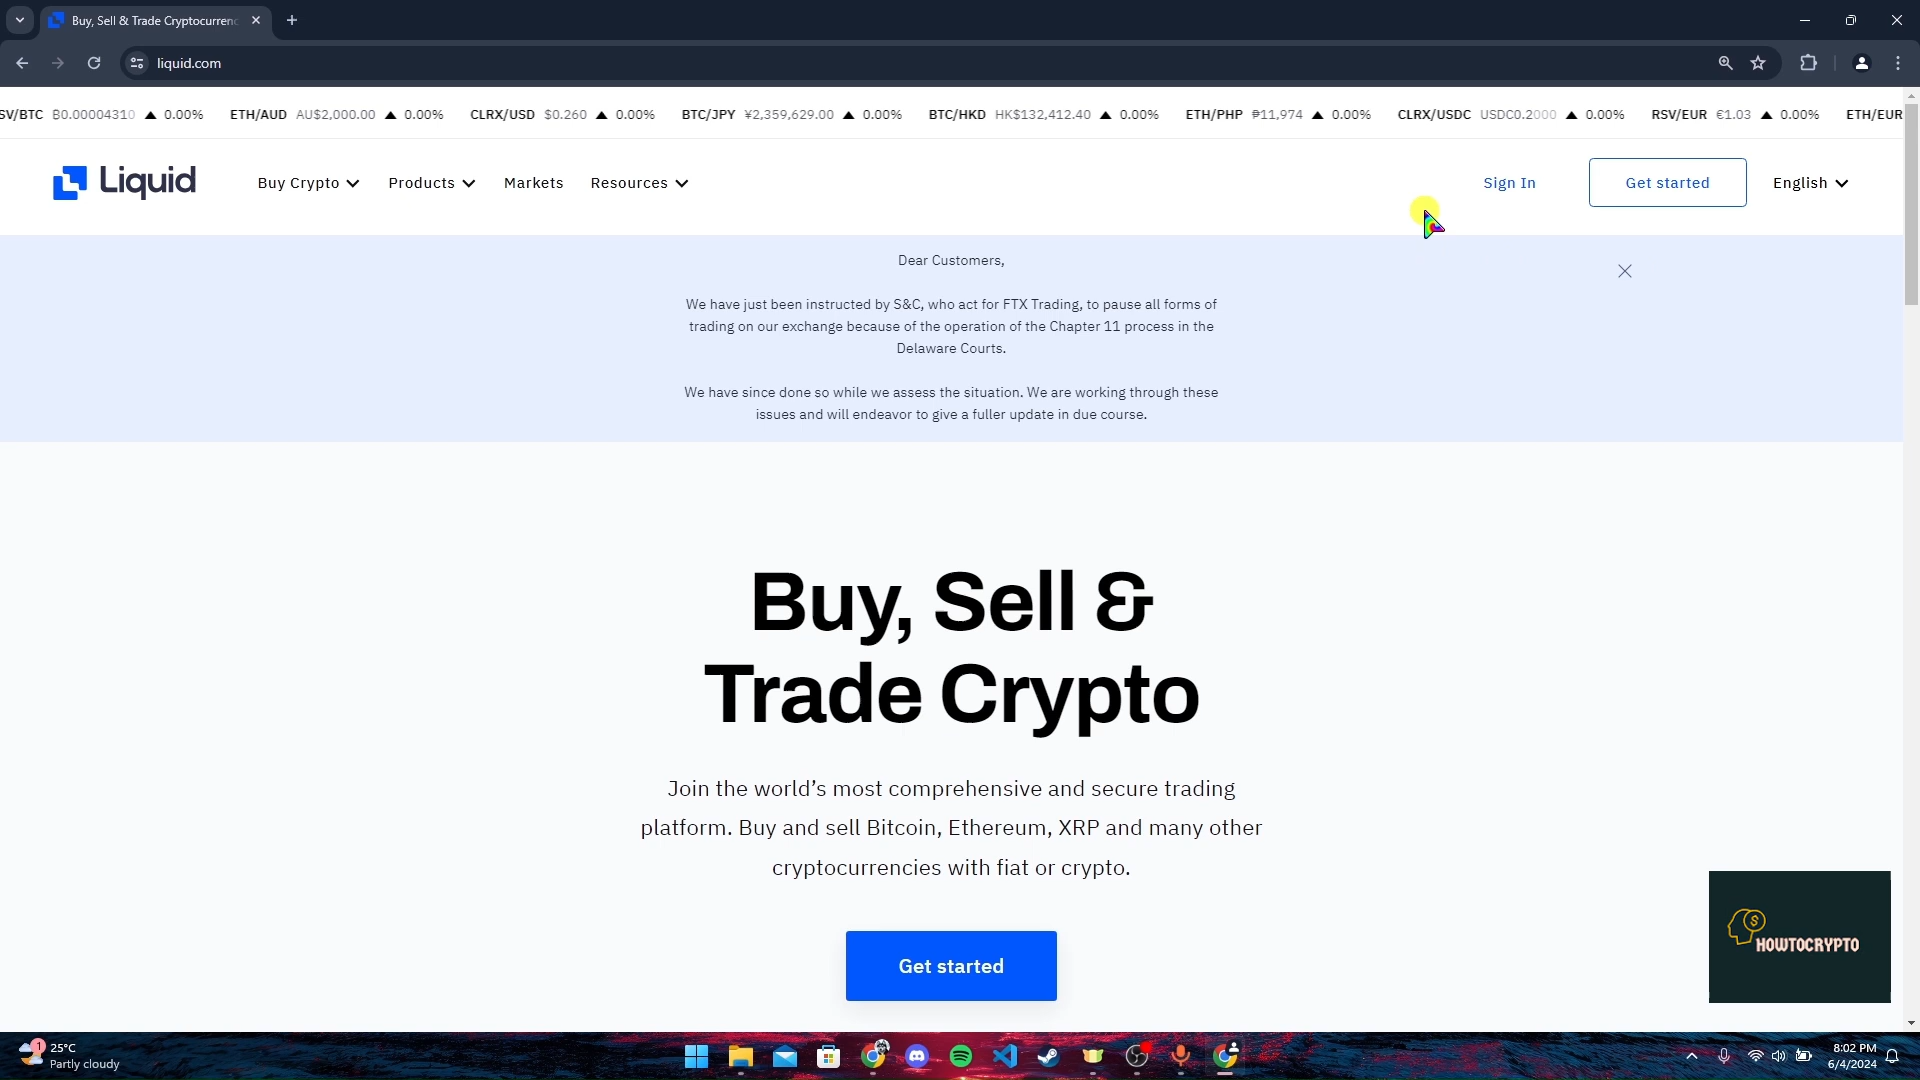 Buy, Sell & Trade Cryptocurrenc
liquid.com
SV/BTC ₿0.00004310 ▲ 0.00% ETH/AUD AU$2,000.00 ▲ 0.00% CLRX/USD $0.260 ▲ 0.00% BTC/JPY ¥2,359,629.00 ▲ 0.00% BTC/HKD HK$132,412.40 ▲ 0.00% ETH/PHP ₱11,974 ▲ 0.00% CLRX/USDC USDC0.2000 ▲ 0.00% RSV/EUR €1.03 ▲ 0.00% ETH/EUR
Liquid Buy Crypto Products Markets Resources Sign In Get started English
Dear Customers,
We have just been instructed by S&C, who act for FTX Trading, to pause all forms of
trading on our exchange because of the operation of the Chapter 11 process in the
Delaware Courts.
We have since done so while we assess the situation. We are working through these
issues and will endeavor to give a fuller update in due course.
Buy, Sell &
Trade Crypto
Join the world’s most comprehensive and secure trading
platform. Buy and sell Bitcoin, Ethereum, XRP and many other
cryptocurrencies with fiat or crypto.
Get started
HOWTOCRYPTO
1
25°C
Partly cloudy
8:02 PM
6/4/2024